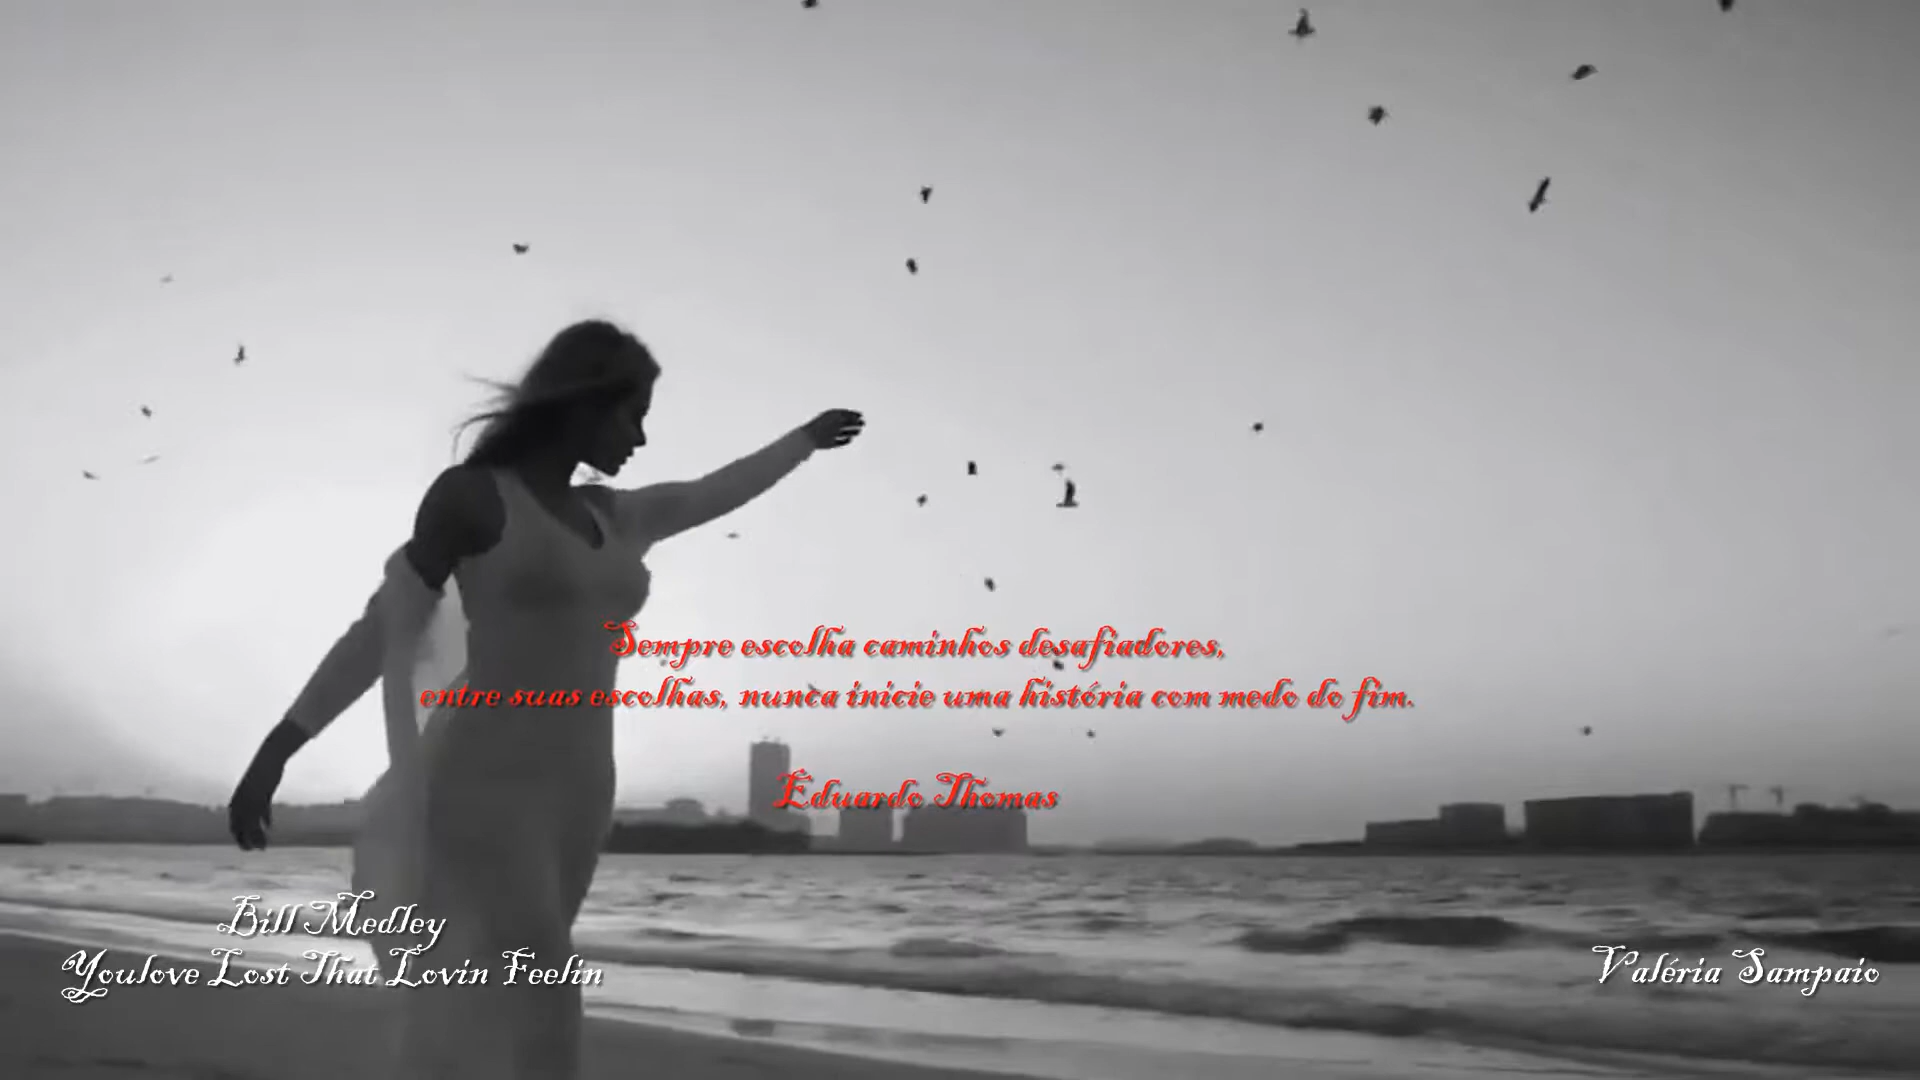 Sempre escolha caminhos desafiadores,
entre suas escolhas, nunca inicie uma história com medo do fim.
Eduardo Thomas
Bill Medley
Youlove Lost That Lovin Feelin
Valéria Sampaio